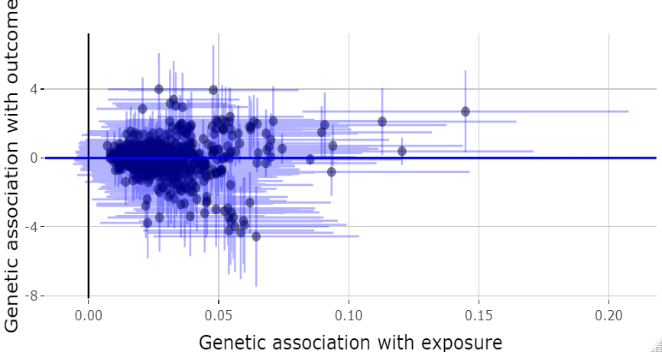 Genetic association with outcome
4
0
-4
-8
0.00 0.05 0.10 0.15 0.20
Genetic association with exposure